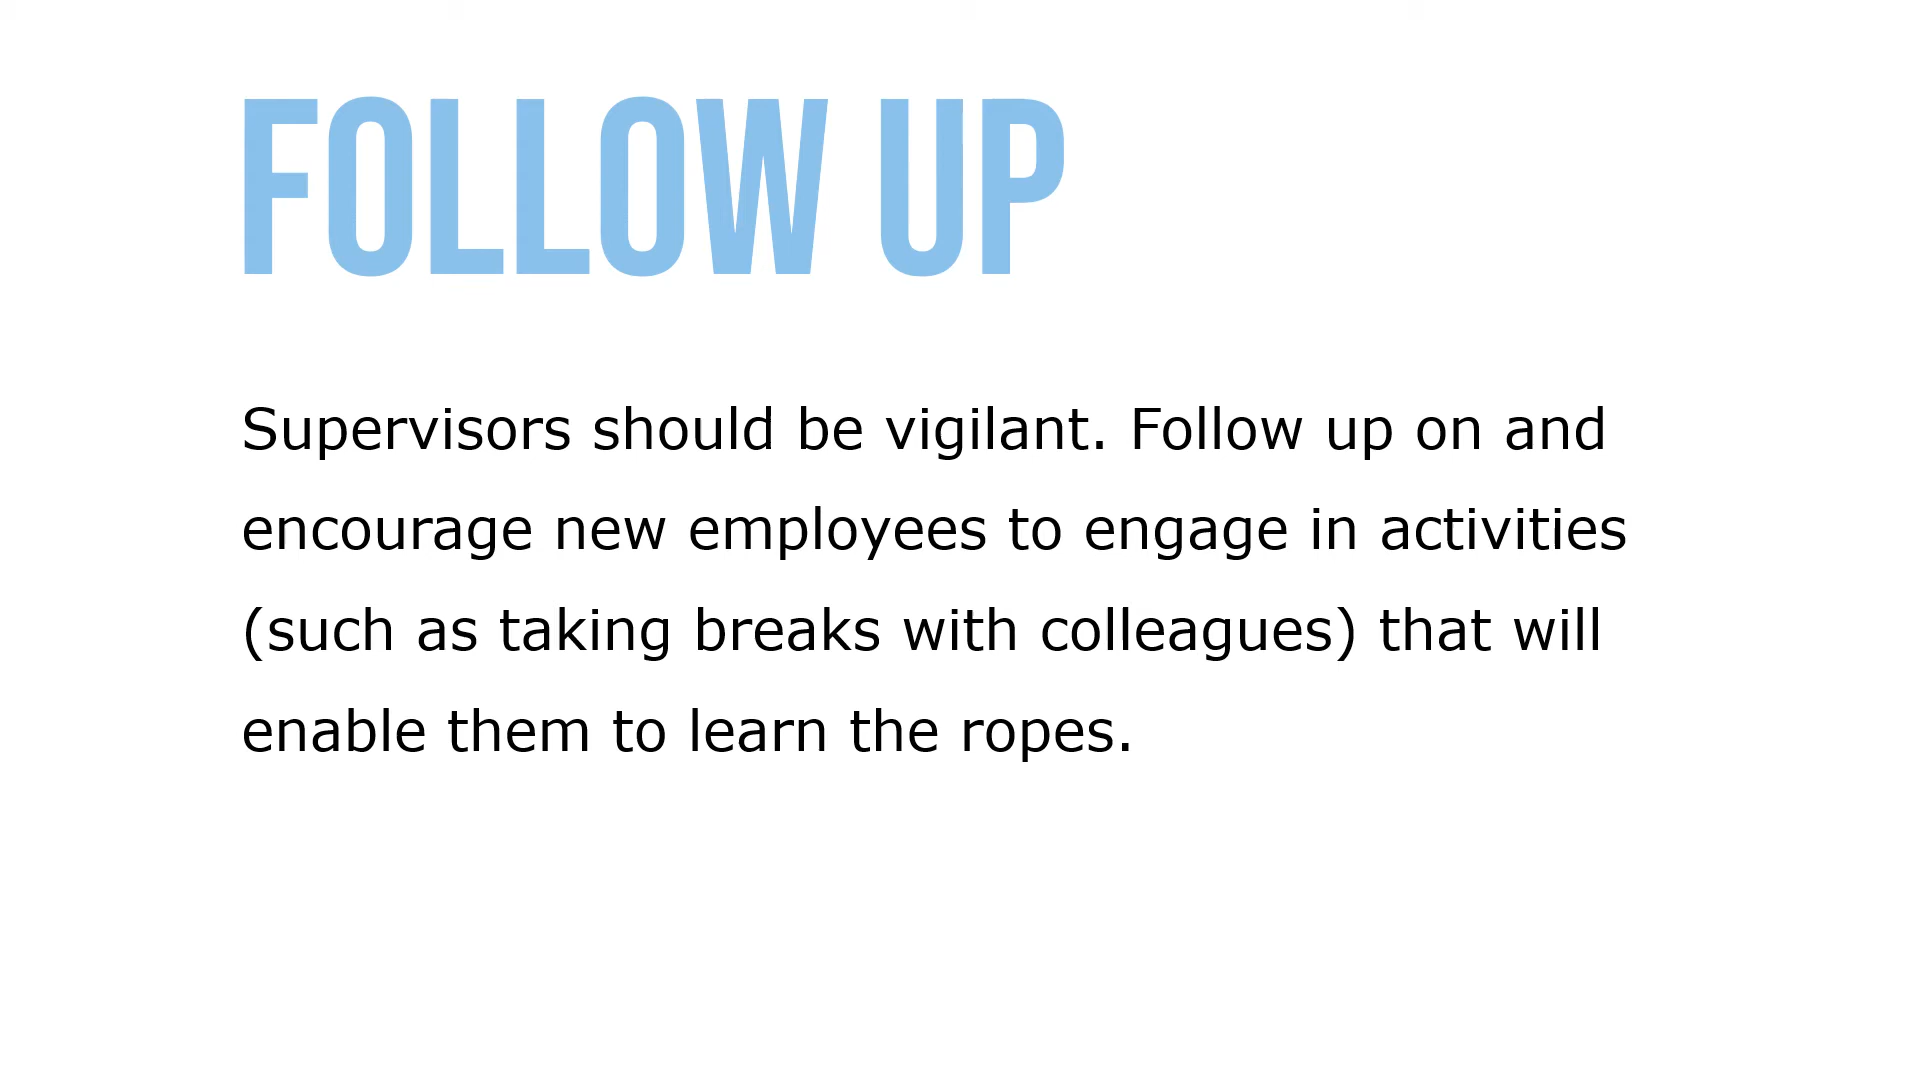 FOLLOW UP
Supervisors should be vigilant. Follow up on and
encourage new employees to engage in activities
(such as taking breaks with colleagues) that will
enable them to learn the ropes.